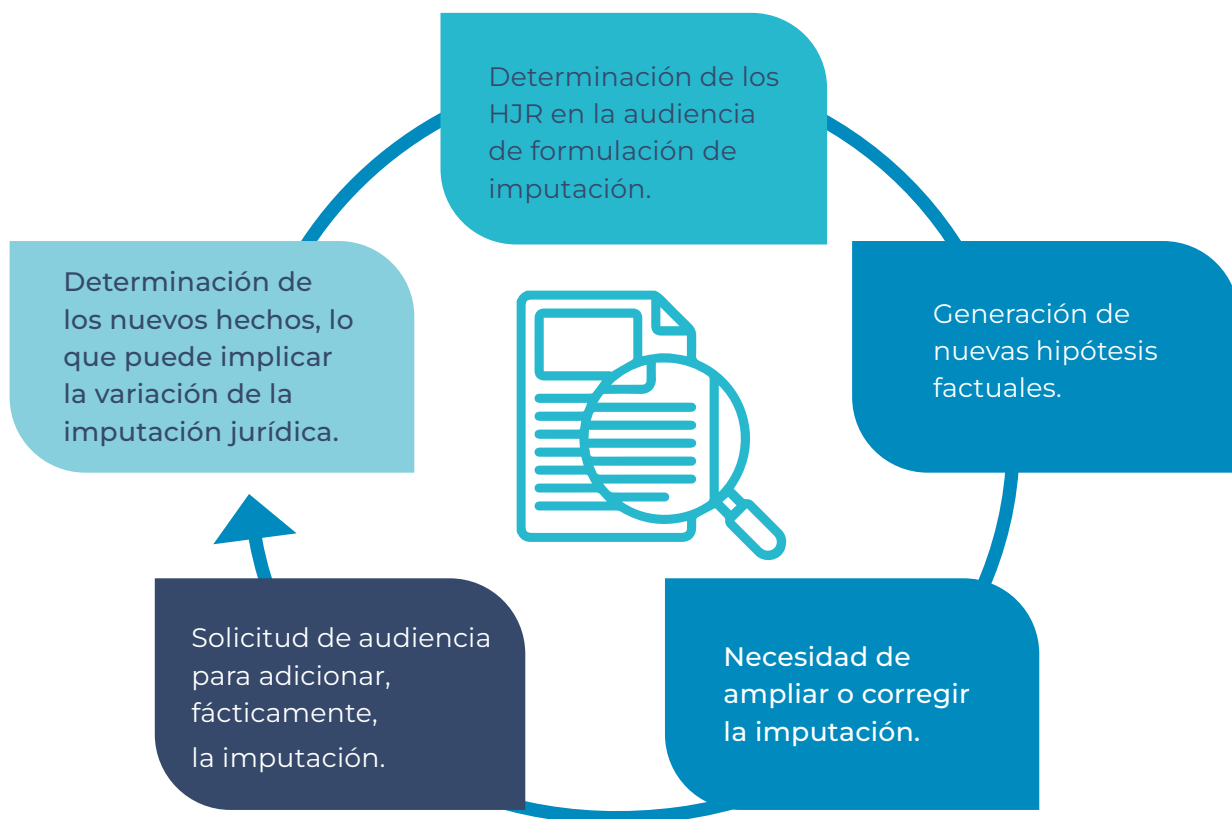 Determinación de los
HJR en la audiencia
de formulación de
imputación.
Generación de
nuevas hipótesis
factuales.
Necesidad de
ampliar o corregir
la imputación.
Solicitud de audiencia
para adicionar,
fácticamente,
la imputación.
Determinación de
los nuevos hechos, lo
que puede implicar
la variación de la
imputación jurídica.